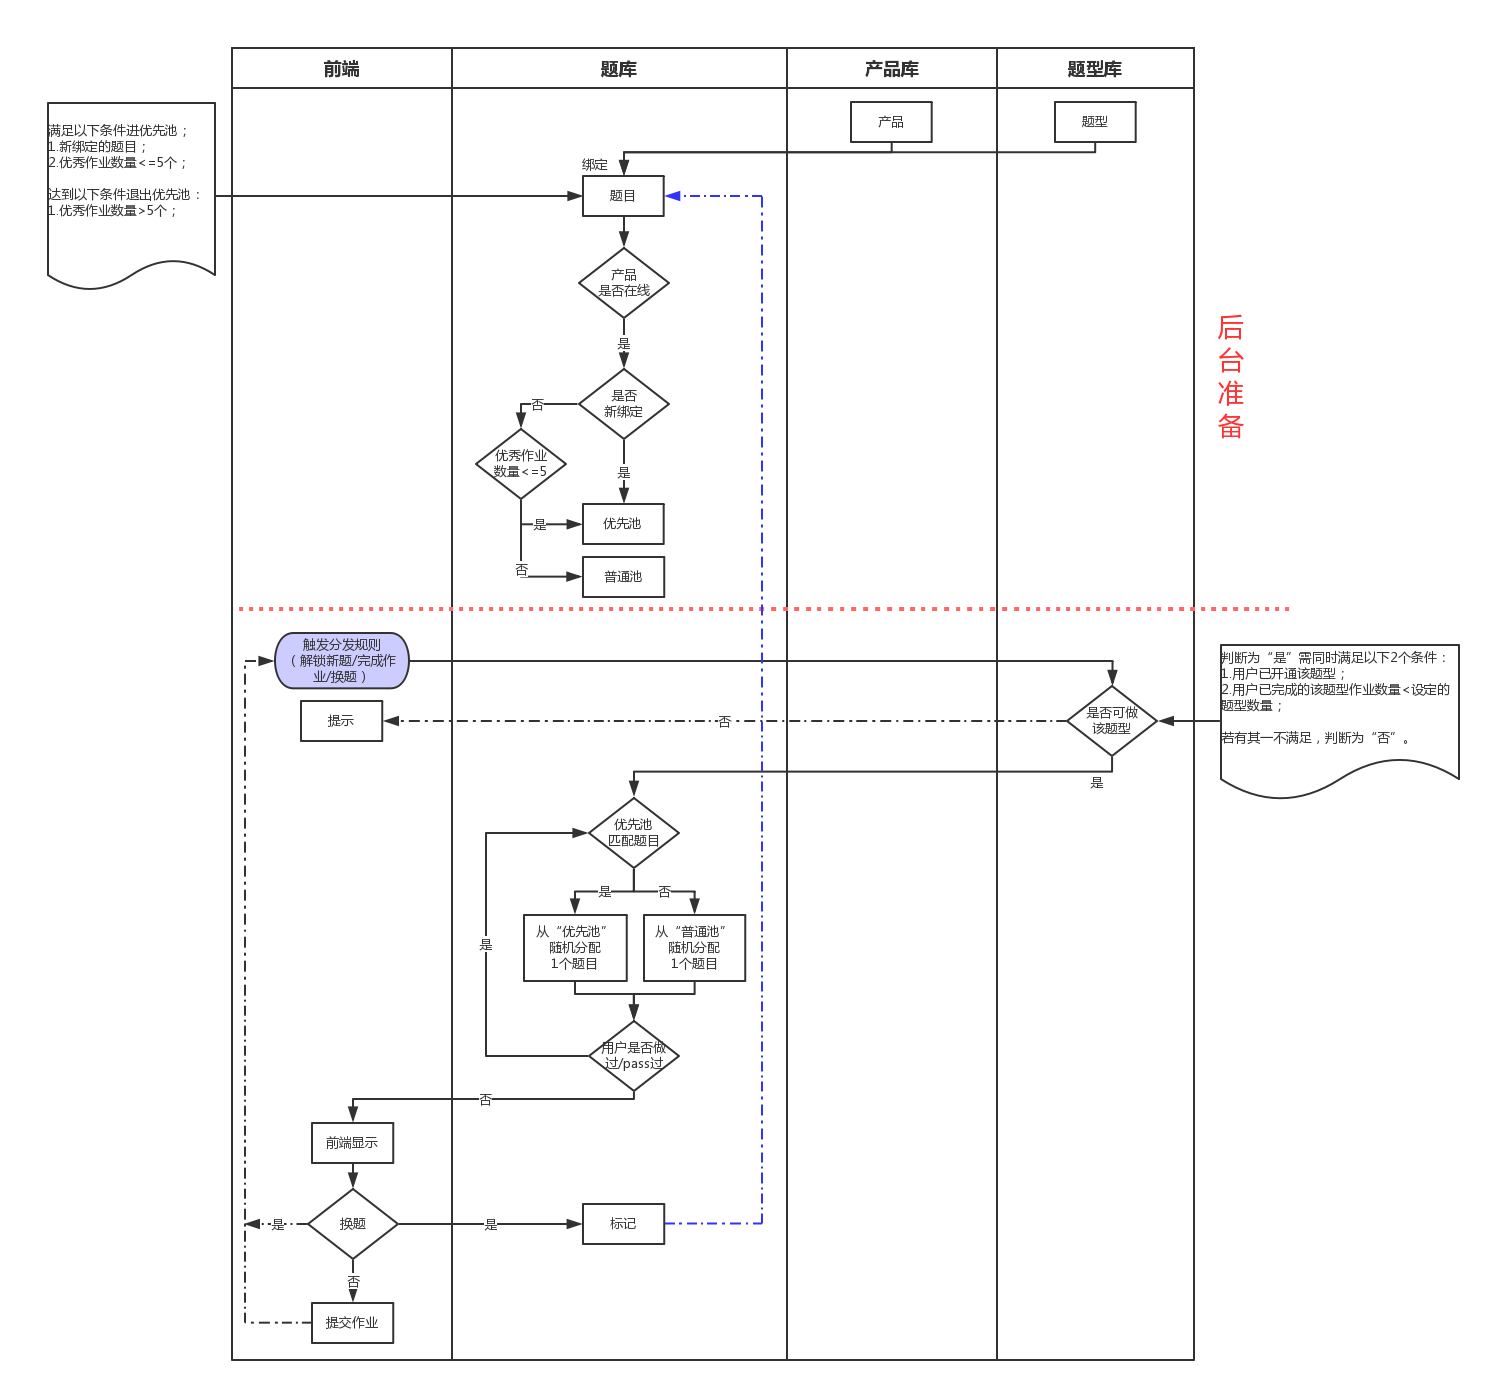 前端
题库
产品库
题型库
满足以下条件进优先池；
1.新绑定的题目；
2.优秀作业数量<=5个；
达到以下条件退出优先池：
1.优秀作业数量>5个；
产品
题型
绑定
题目
产品
是否在线
是
是否
新绑定
否
优秀作业
数量<=5
是
优先池
是
否
普通池
后
台
准
备
触发分发规则
（解锁新题/完成作
业/换题）
提示
否
是否可做
该题型
判断为“是”需同时满足以下2个条件：
1.用户已开通该题型；
2.用户已完成的该题型作业数量<设定的
题型数量；
若有其一不满足，判断为“否”。
是
优先池
匹配题目
是
否
从“优先池”
随机分配
1个题目
从“普通池”
随机分配
1个题目
是
用户是否做
过/pass过
否
前端显示
换题
是
是
标记
否
提交作业